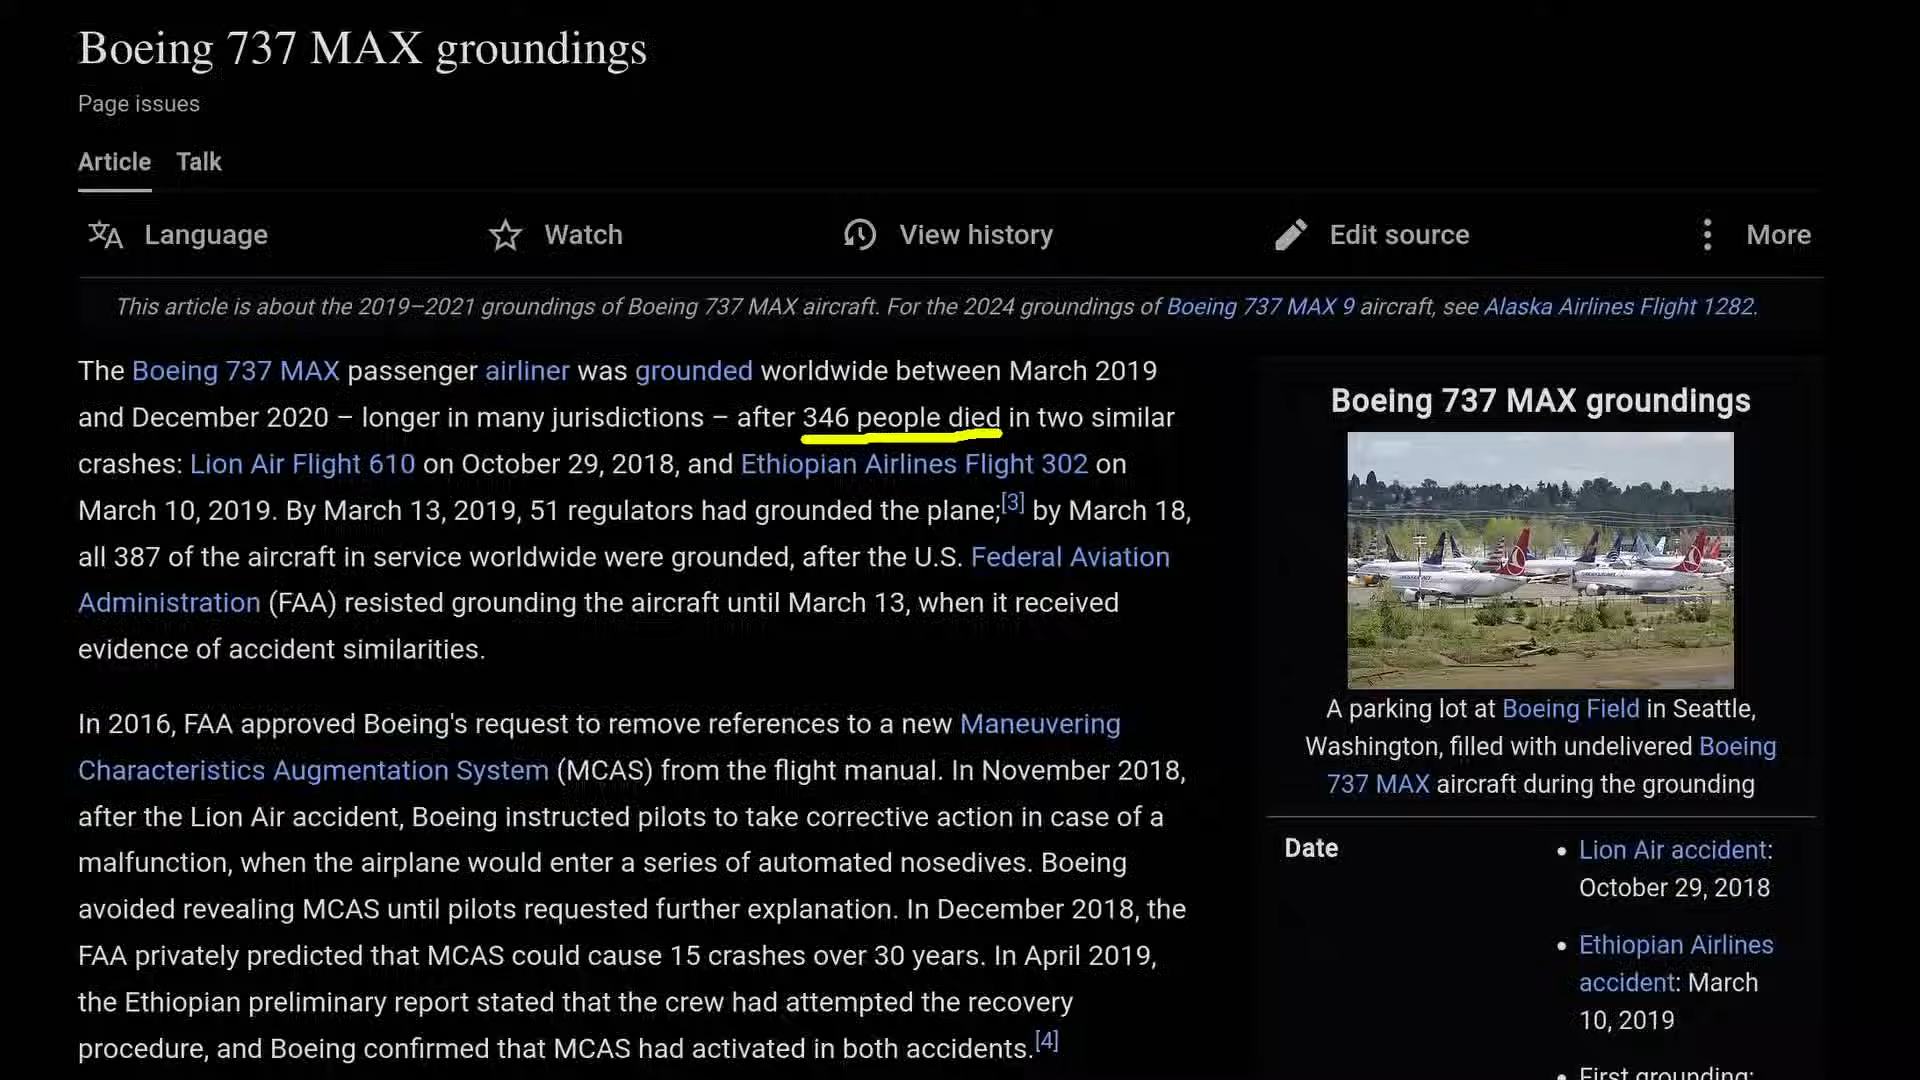 Boeing 737 MAX groundings
Page issues
Article Talk
Language Watch View history Edit source More
This article is about the 2019–2021 groundings of Boeing 737 MAX aircraft. For the 2024 groundings of Boeing 737 MAX 9 aircraft, see Alaska Airlines Flight 1282.
The Boeing 737 MAX passenger airliner was grounded worldwide between March 2019
and December 2020 – longer in many jurisdictions – after 346 people died in two similar
crashes: Lion Air Flight 610 on October 29, 2018, and Ethiopian Airlines Flight 302 on
March 10, 2019. By March 13, 2019, 51 regulators had grounded the plane;[3] by March 18,
all 387 of the aircraft in service worldwide were grounded, after the U.S. Federal Aviation
Administration (FAA) resisted grounding the aircraft until March 13, when it received
evidence of accident similarities.
In 2016, FAA approved Boeing's request to remove references to a new Maneuvering
Characteristics Augmentation System (MCAS) from the flight manual. In November 2018,
after the Lion Air accident, Boeing instructed pilots to take corrective action in case of a
malfunction, when the airplane would enter a series of automated nosedives. Boeing
avoided revealing MCAS until pilots requested further explanation. In December 2018, the
FAA privately predicted that MCAS could cause 15 crashes over 30 years. In April 2019,
the Ethiopian preliminary report stated that the crew had attempted the recovery
procedure, and Boeing confirmed that MCAS had activated in both accidents.[4]
Boeing 737 MAX groundings
A parking lot at Boeing Field in Seattle,
Washington, filled with undelivered Boeing
737 MAX aircraft during the grounding
Date
• Lion Air accident:
October 29, 2018
• Ethiopian Airlines
accident: March
10, 2019
• First grounding: